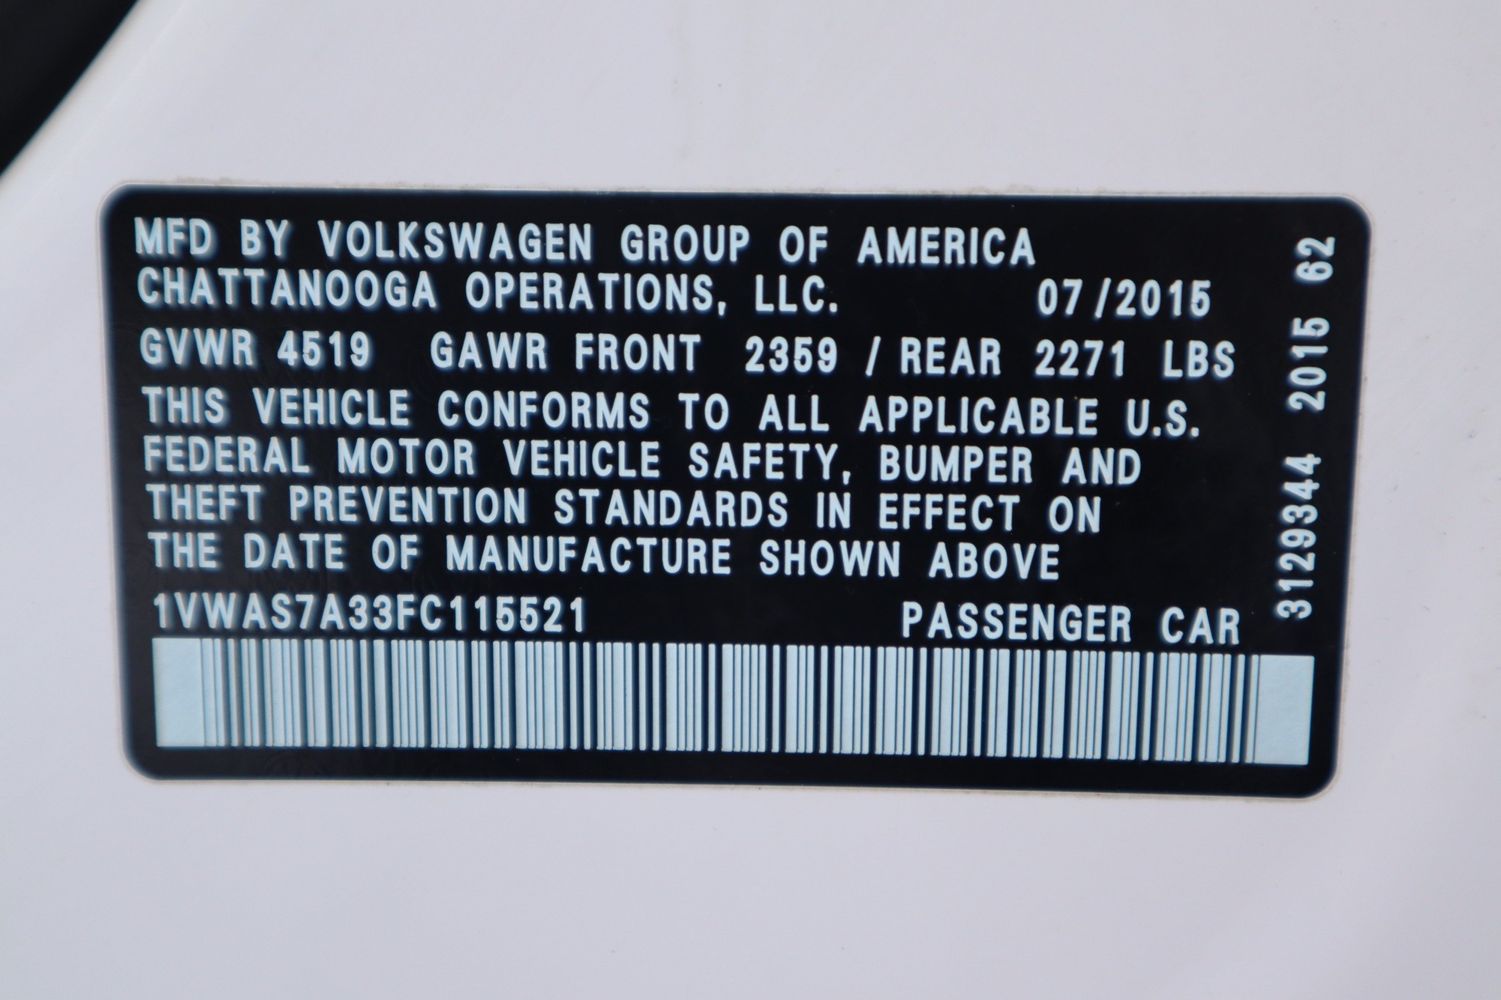 MFD BY VOLKSWAGEN GROUP OF AMERICA
CHATTANOOGA OPERATIONS, LLC. 07/2015
GVWR 4519 GAWR FRONT 2359 / REAR 2271 LBS
THIS VEHICLE CONFORMS TO ALL APPLICABLE U.S.
FEDERAL MOTOR VEHICLE SAFETY, BUMPER AND
THEFT PREVENTION STANDARDS IN EFFECT ON
THE DATE OF MANUFACTURE SHOWN ABOVE
1VWAS7A33FC115521 PASSENGER CAR
3129344 2015 62